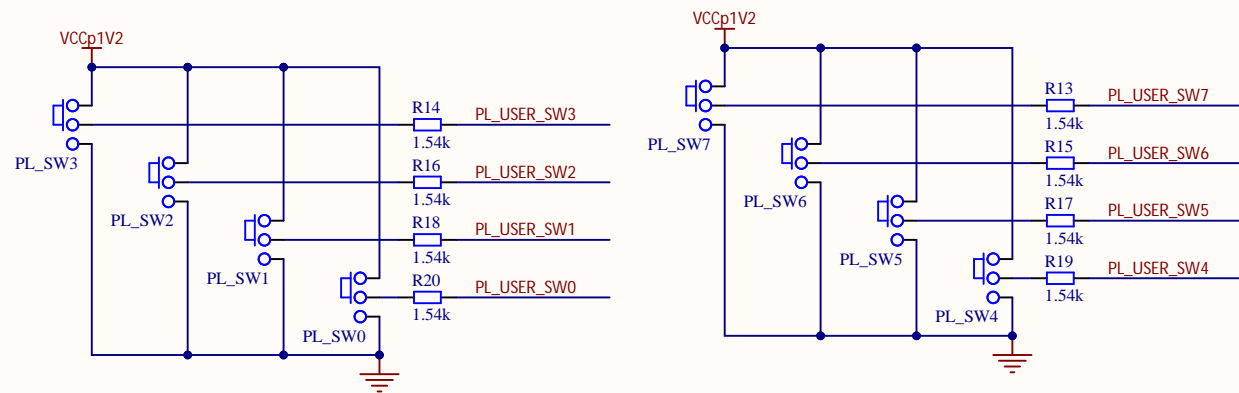 VCCp1V2
R14
PL_USER_SW3
1.54k
PL_SW3
R16
PL_USER_SW2
1.54k
PL_SW2
R18
PL_USER_SW1
1.54k
PL_SW1
R20
PL_USER_SW0
1.54k
PL_SW0
VCCp1V2
R13
PL_USER_SW7
1.54k
PL_SW7
R15
PL_USER_SW6
1.54k
PL_SW6
R17
PL_USER_SW5
1.54k
PL_SW5
R19
PL_USER_SW4
1.54k
PL_SW4